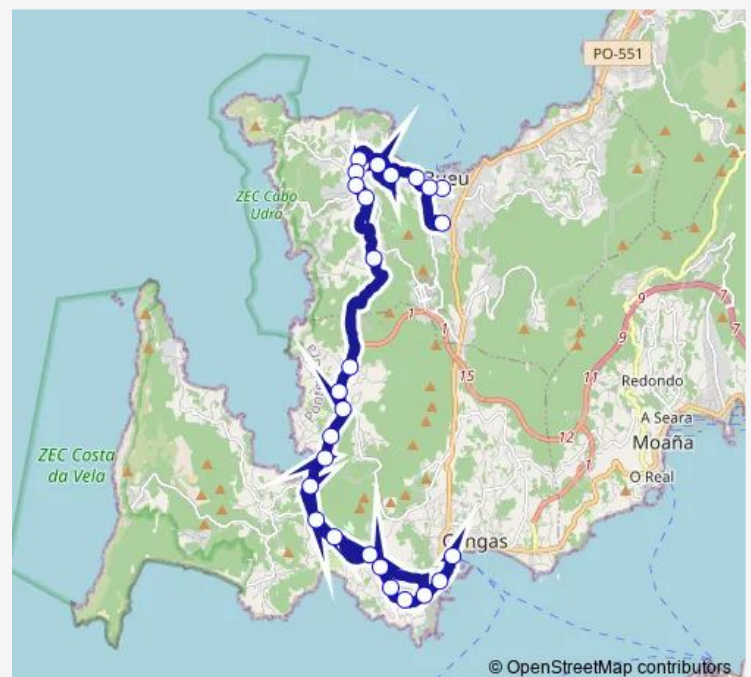 PO-551
Bueu
ZEC Cabo
Udra
9
7
7
9
1
1
15
11
Redondo
A Seara
12
Moaña
ZEC Costa
da Vela
1
O Real
Cangas
© OpenStreetMap contributors